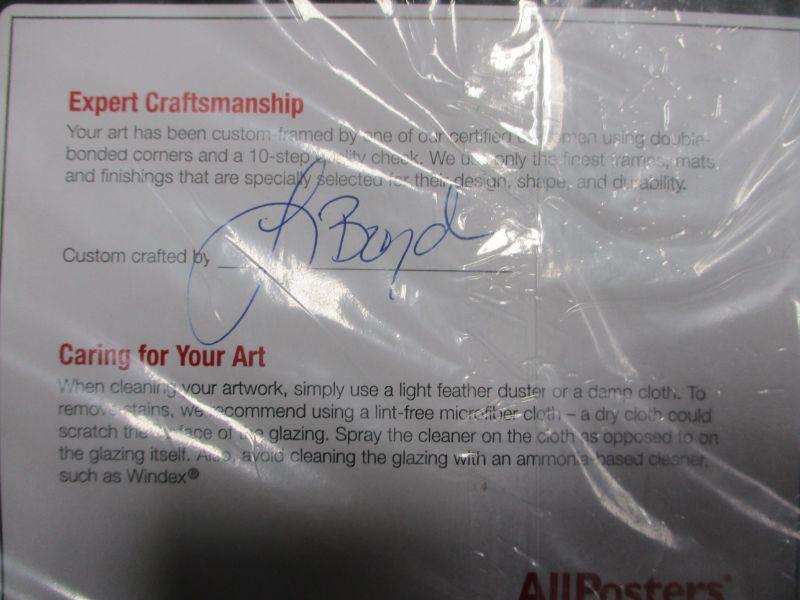 Expert Craftsmanship
Your art has been custom-framed by one of our certified using double-
bonded corners and a 10-step quality check. We use only the finest frames, mats,
and finishings that are specially selected for their design, shape, and durability.
Custom crafted by K Boyd
Caring for Your Art
When cleaning your artwork, simply use a light feather duster or a damp cloth. To
remove stains, we recommend using a lint-free microfiber cloth – a dry cloth could
scratch the surface of the glazing. Spray the cleaner on the cloth as opposed to on
the glazing itself. Also, avoid cleaning the glazing with an ammonia-based cleaner,
such as Windex®
AllPosters